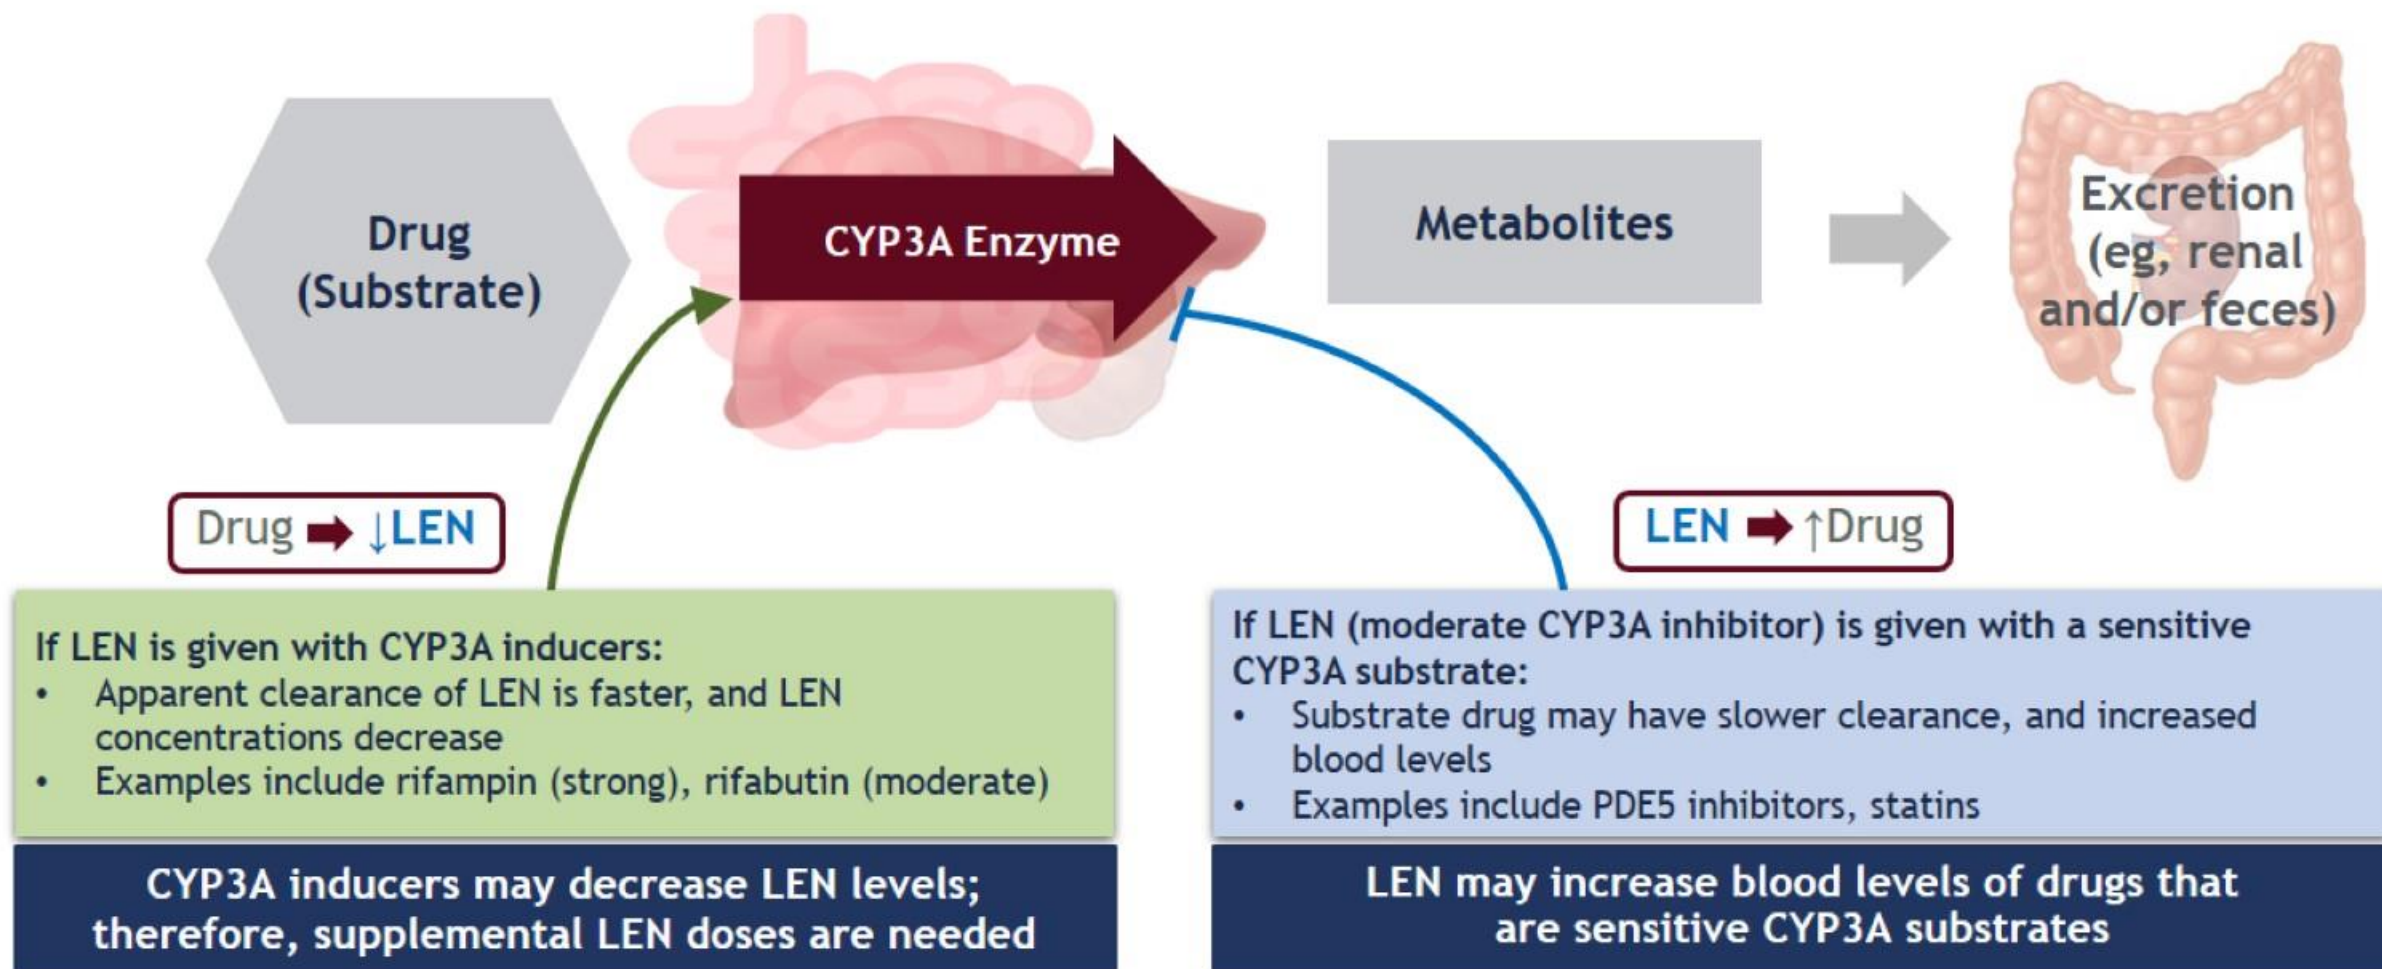 Drug
(Substrate)
CYP3A Enzyme
Metabolites
Excretion
(eg, renal
and/or feces)
Drug ➡ ↓LEN
LEN ➡ ↑Drug
If LEN is given with CYP3A inducers:
• Apparent clearance of LEN is faster, and LEN
concentrations decrease
• Examples include rifampin (strong), rifabutin (moderate)
CYP3A inducers may decrease LEN levels;
therefore, supplemental LEN doses are needed
If LEN (moderate CYP3A inhibitor) is given with a sensitive
CYP3A substrate:
• Substrate drug may have slower clearance, and increased
blood levels
• Examples include PDE5 inhibitors, statins
LEN may increase blood levels of drugs that
are sensitive CYP3A substrates